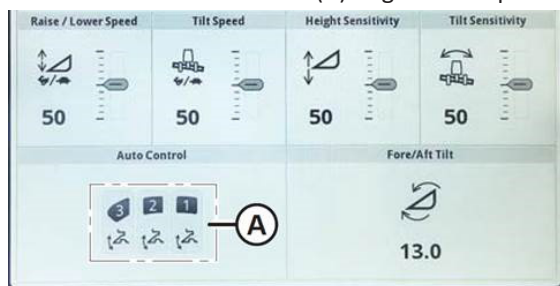 Raise / Lower Speed Tilt Speed Height Sensitivity Tilt Sensitivity
50 50 50 50
Auto Control Fore/Aft Tilt
3 2 1
A
13.0